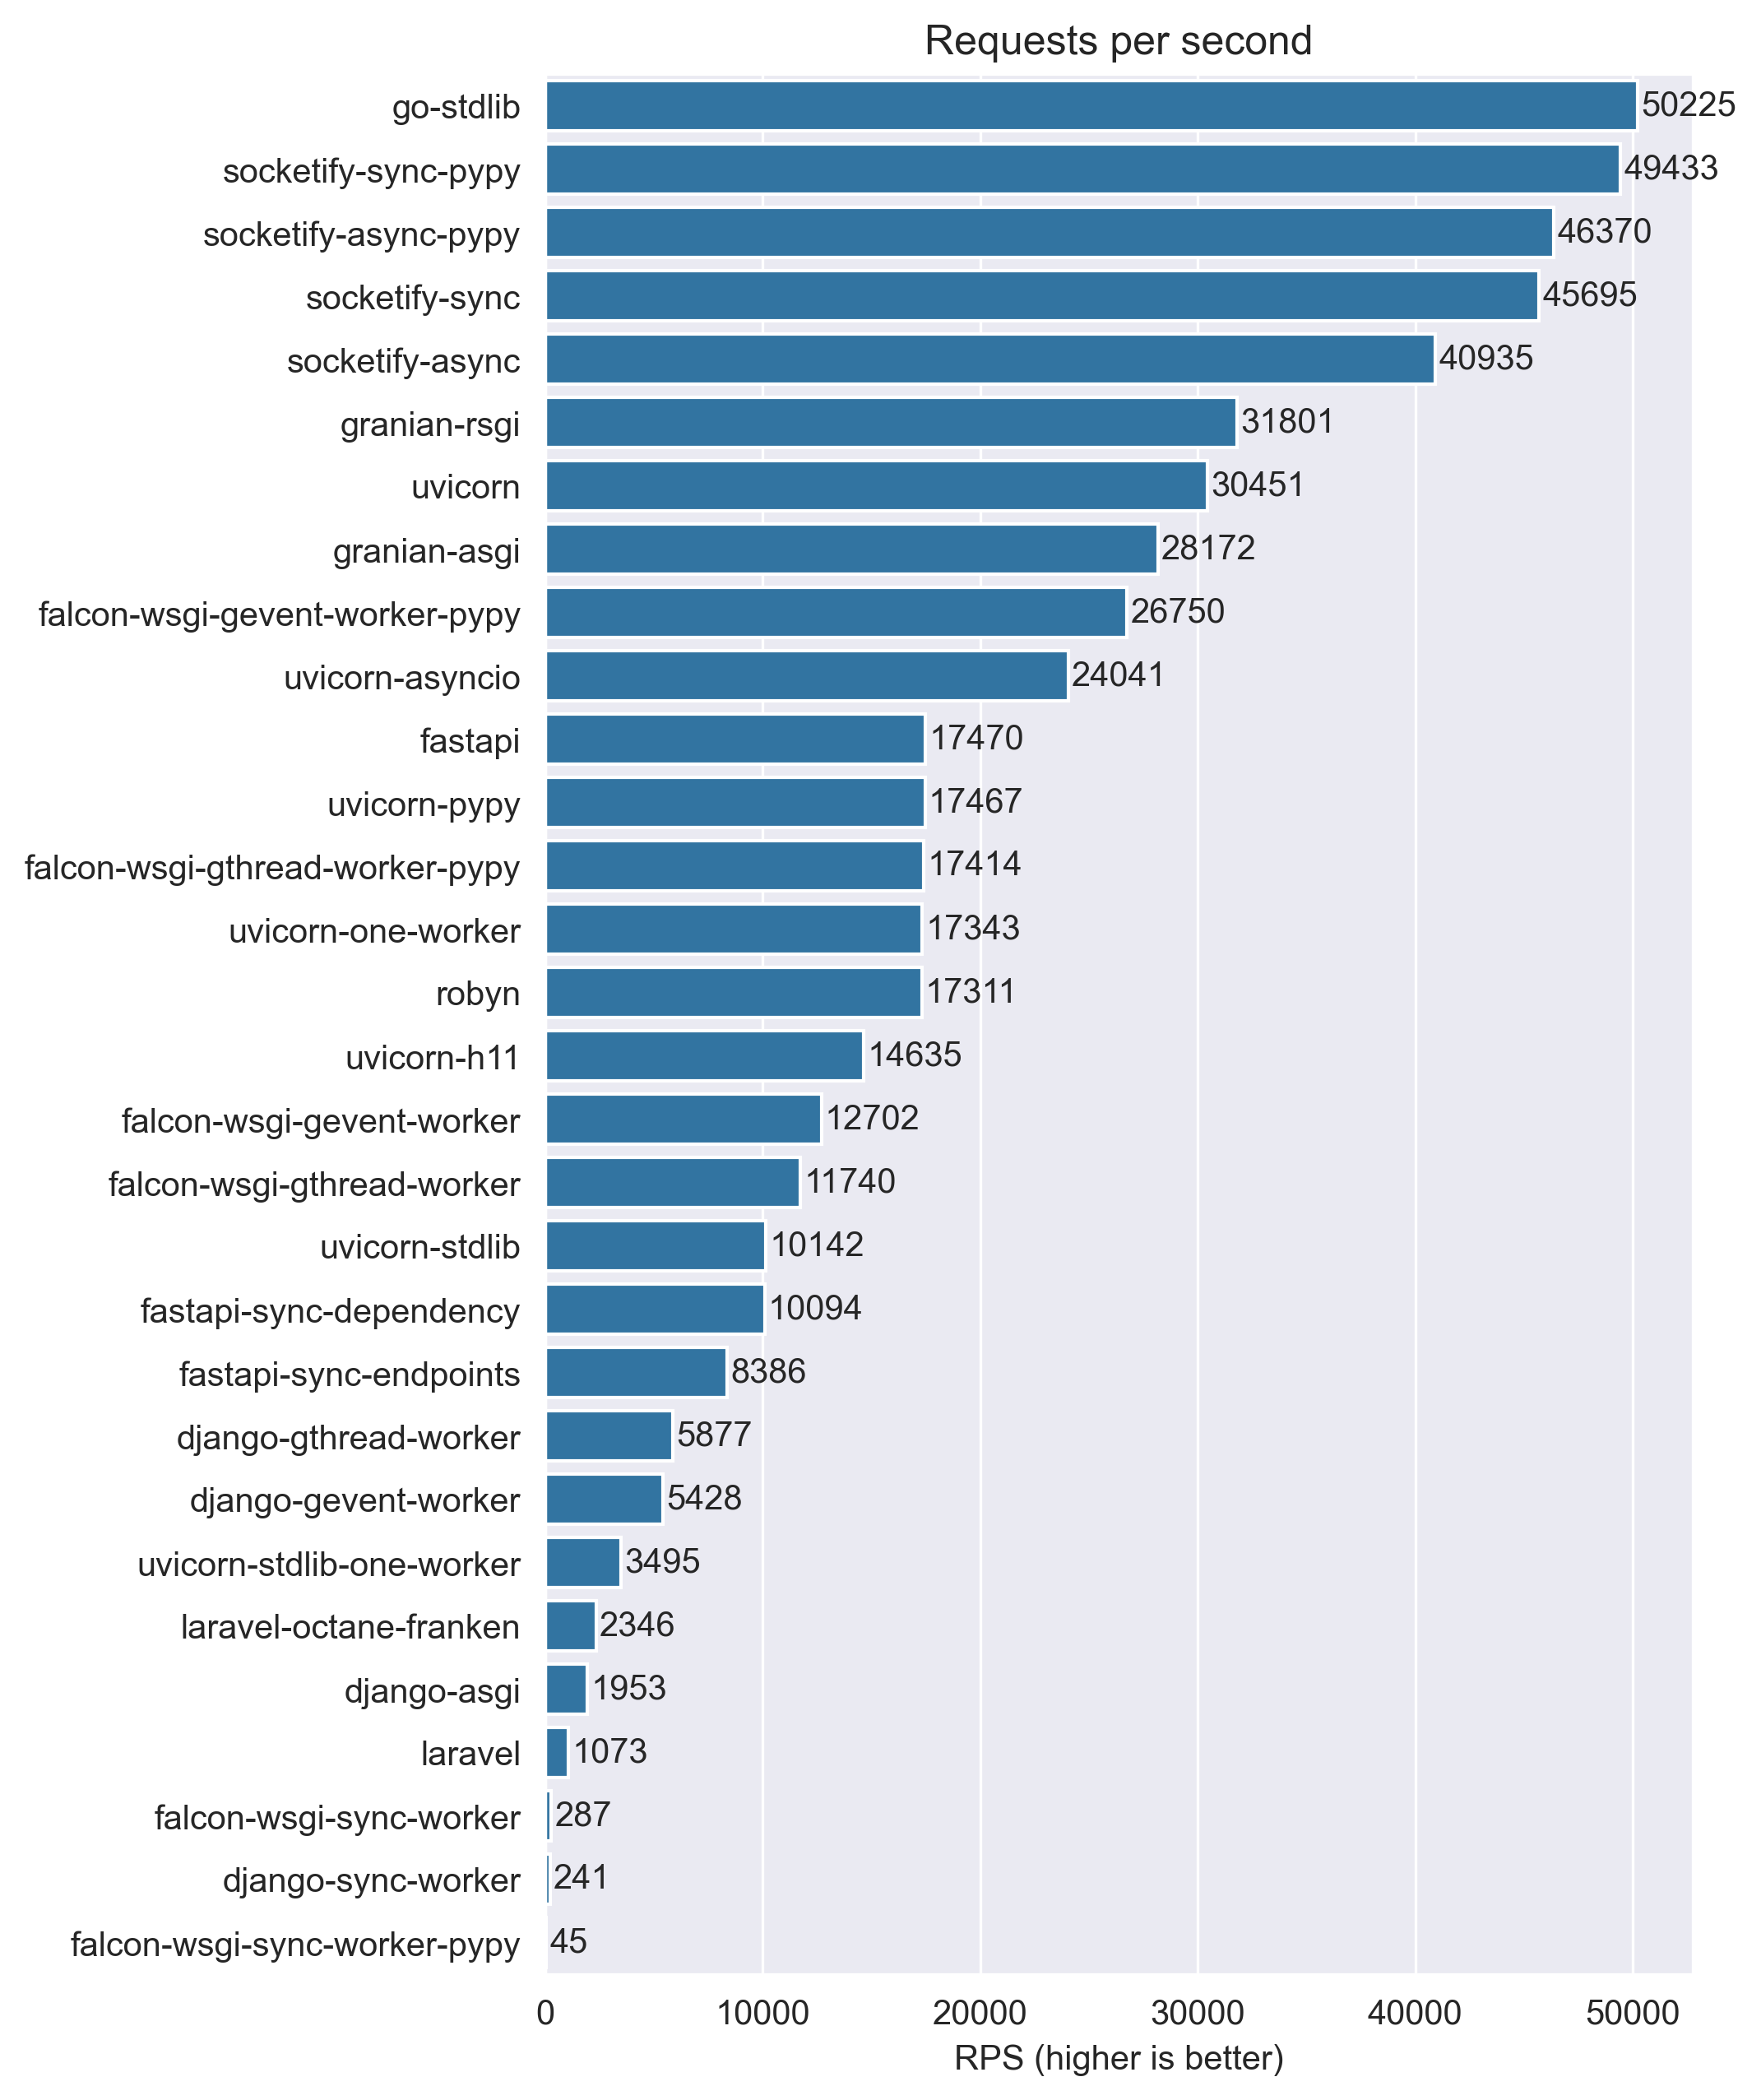 Requests per second
go-stdlib 50225
socketify-sync-pypy 49433
socketify-async-pypy 46370
socketify-sync 45695
socketify-async 40935
granian-rsgi 31801
uvicorn 30451
granian-asgi 28172
falcon-wsgi-gevent-worker-pypy 26750
uvicorn-asyncio 24041
fastapi 17470
uvicorn-pypy 17467
falcon-wsgi-gthread-worker-pypy 17414
uvicorn-one-worker 17343
robyn 17311
uvicorn-h11 14635
falcon-wsgi-gevent-worker 12702
falcon-wsgi-gthread-worker 11740
uvicorn-stdlib 10142
fastapi-sync-dependency 10094
fastapi-sync-endpoints 8386
django-gthread-worker 5877
django-gevent-worker 5428
uvicorn-stdlib-one-worker 3495
laravel-octane-franken 2346
django-asgi 1953
laravel 1073
falcon-wsgi-sync-worker 287
django-sync-worker 241
falcon-wsgi-sync-worker-pypy 45
0 10000 20000 30000 40000 50000
RPS (higher is better)